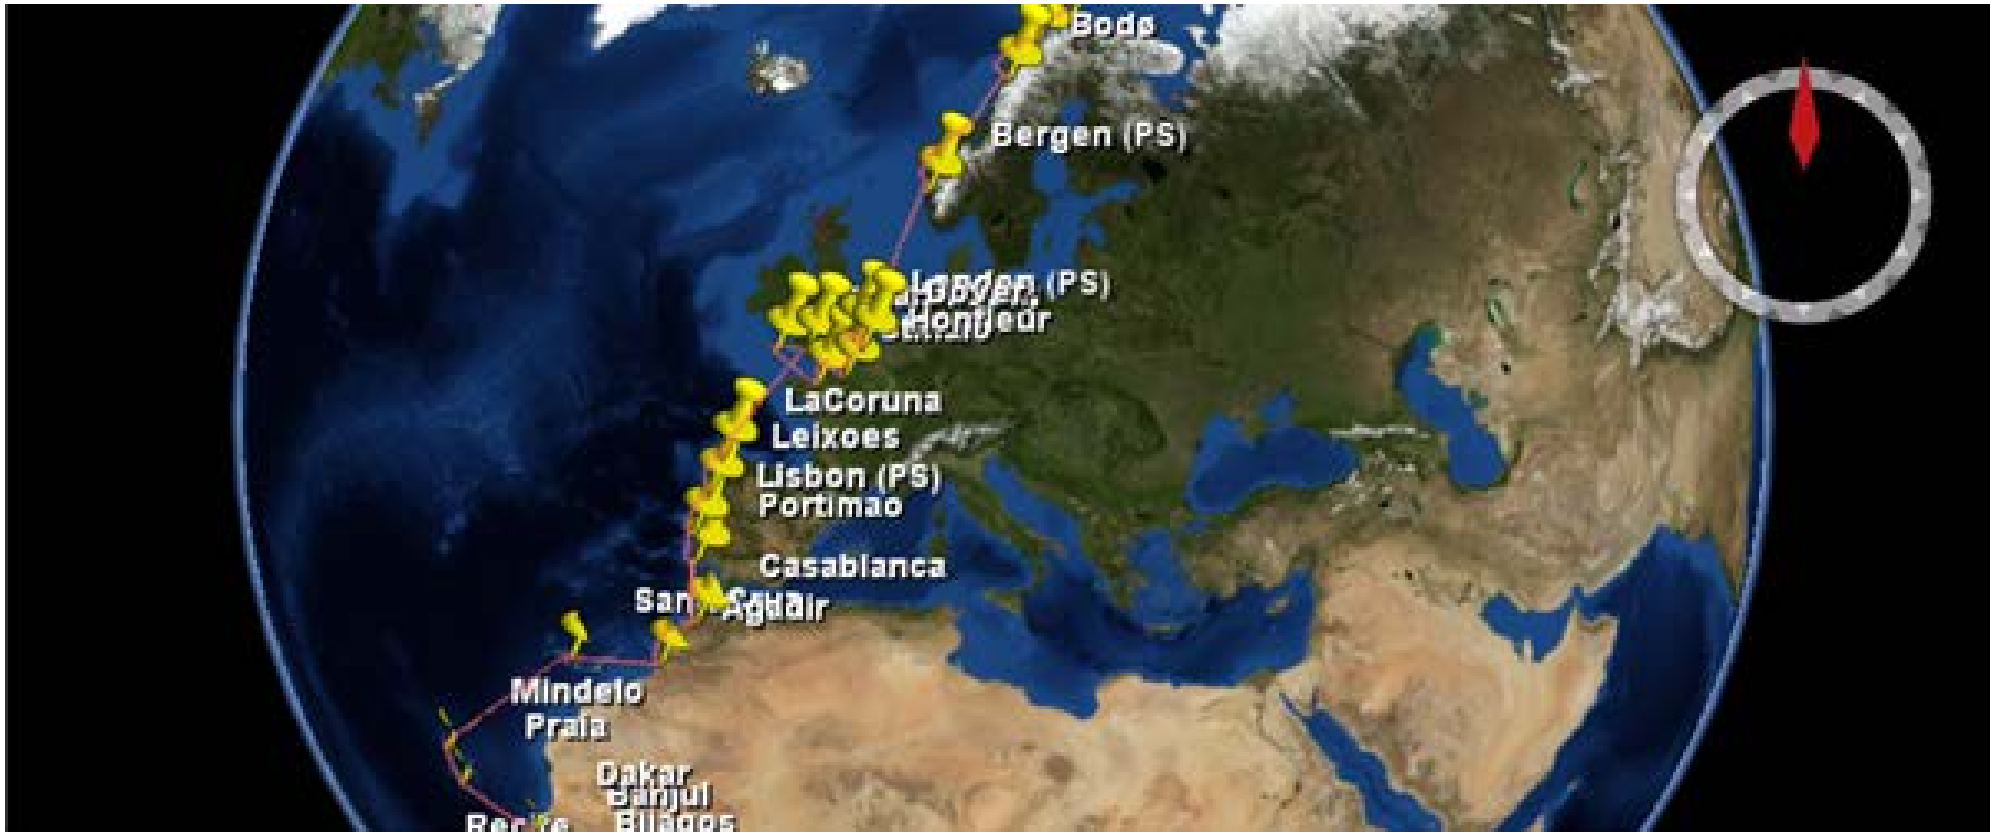 Bodø
Bergen (PS)
London (PS)
Honfleur
LaCoruna
Leixoes
Lisbon (PS)
Portimao
Casablanca
Agadir
Mindelo
Praia
Dakar
Banjul
Bijagos